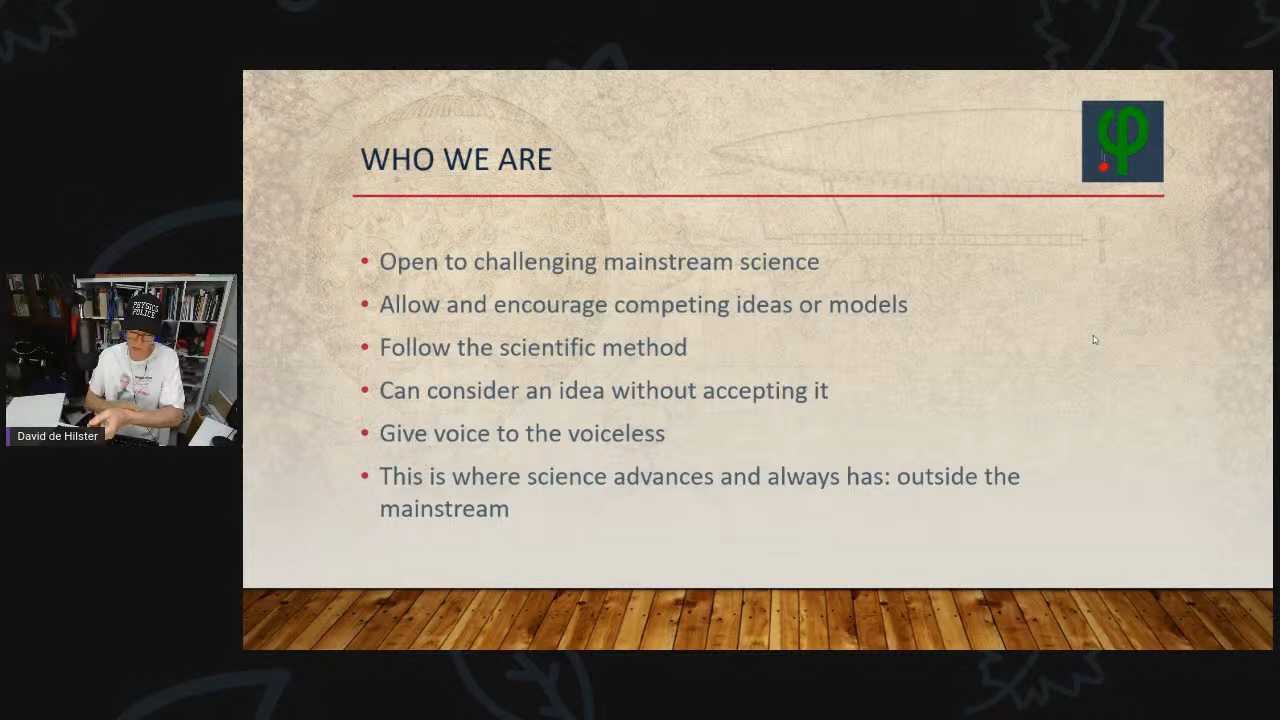 WHO WE ARE
φ
• Open to challenging mainstream science
• Allow and encourage competing ideas or models
• Follow the scientific method
• Can consider an idea without accepting it
• Give voice to the voiceless
• This is where science advances and always has: outside the
mainstream
PHYSICS
POLICE
David de Hilster